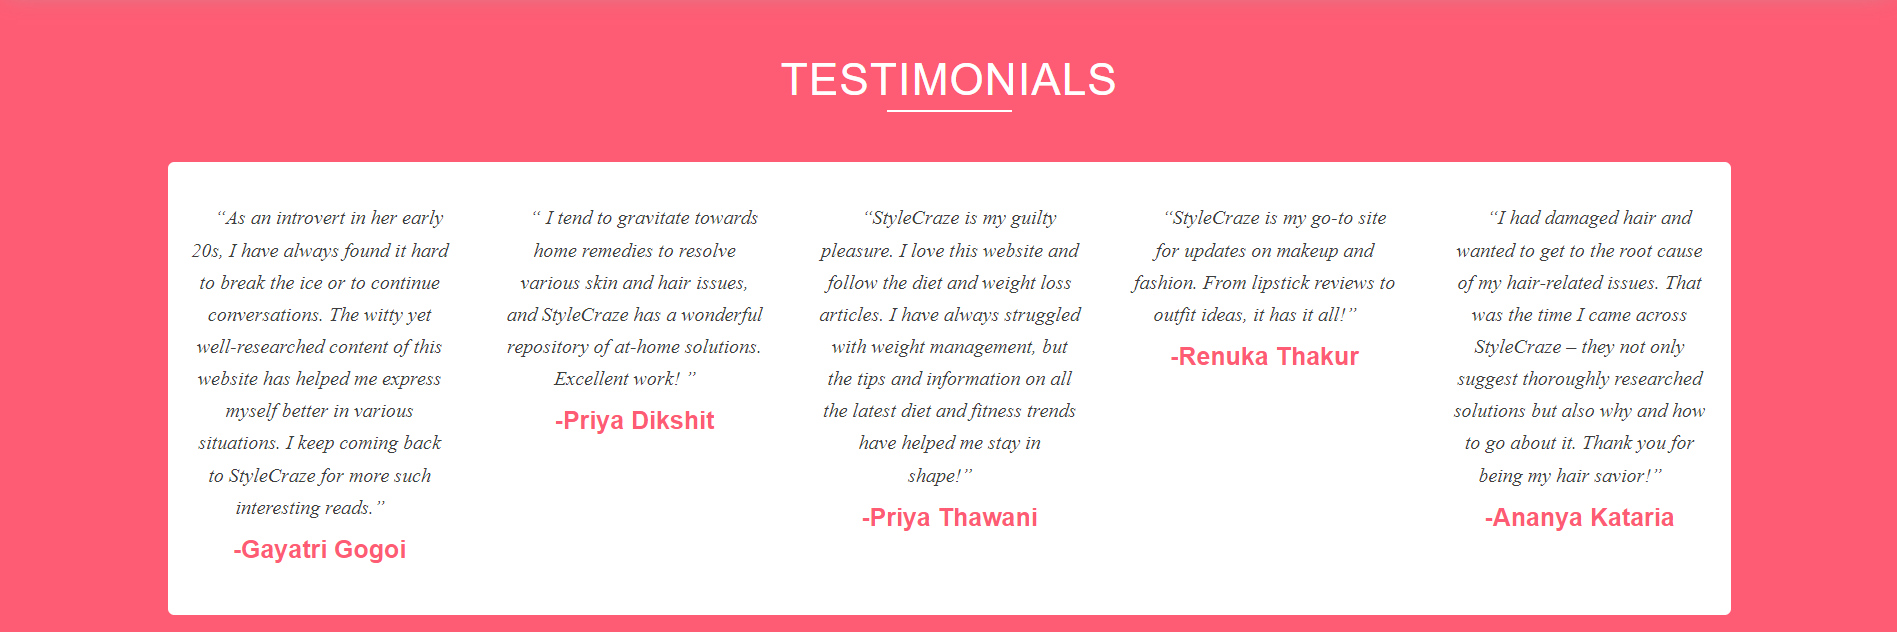 TESTIMONIALS
“As an introvert in her early
20s, I have always found it hard
to break the ice or to continue
conversations. The witty yet
well-researched content of this
website has helped me express
myself better in various
situations. I keep coming back
to StyleCraze for more such
interesting reads.”
-Gayatri Gogoi
“ I tend to gravitate towards
home remedies to resolve
various skin and hair issues,
and StyleCraze has a wonderful
repository of at-home solutions.
Excellent work! ”
-Priya Dikshit
“StyleCraze is my guilty
pleasure. I love this website and
follow the diet and weight loss
articles. I have always struggled
with weight management, but
the tips and information on all
the latest diet and fitness trends
have helped me stay in
shape!”
-Priya Thawani
“StyleCraze is my go-to site
for updates on makeup and
fashion. From lipstick reviews to
outfit ideas, it has it all!”
-Renuka Thakur
“I had damaged hair and
wanted to get to the root cause
of my hair-related issues. That
was the time I came across
StyleCraze – they not only
suggest thoroughly researched
solutions but also why and how
to go about it. Thank you for
being my hair savior!”
-Ananya Kataria